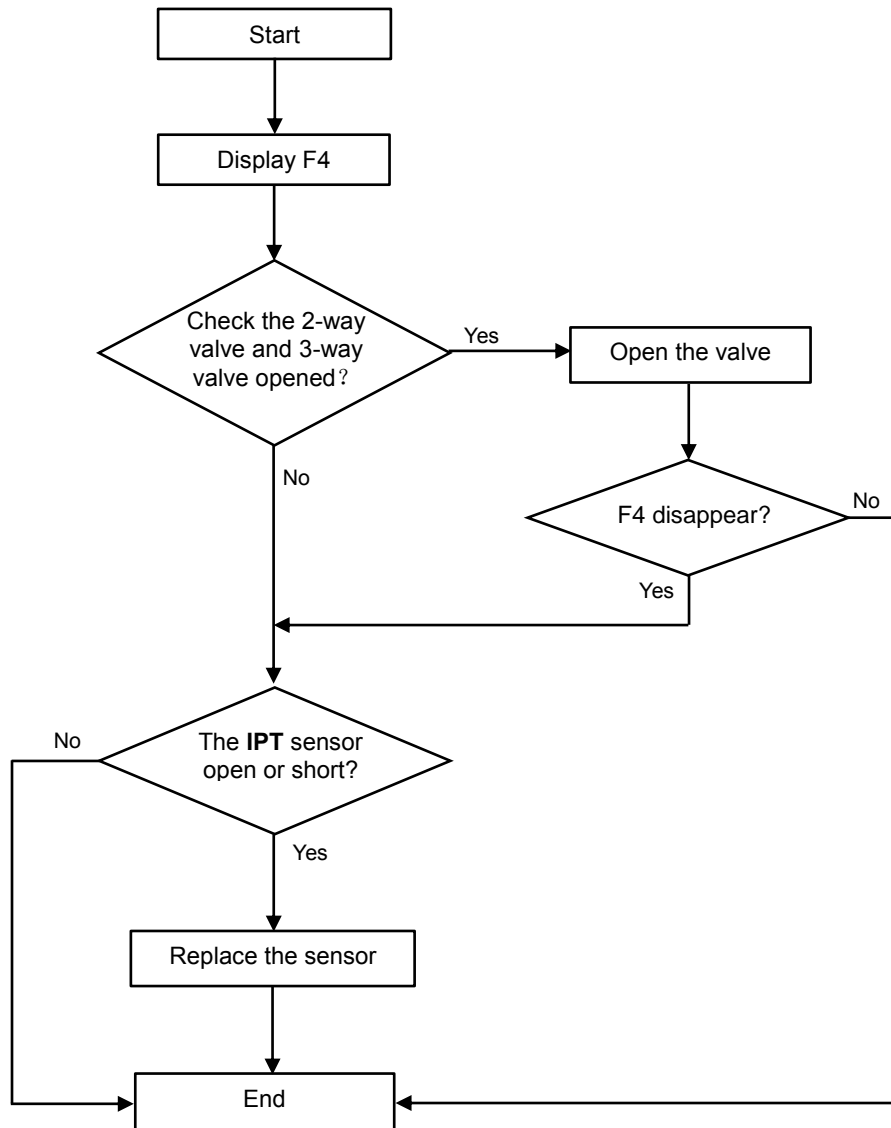 Start
Display F4
Check the 2-way
valve and 3-way
valve opened？
Yes
Open the valve
No
F4 disappear?
No
Yes
No
The IPT sensor
open or short?
Yes
Replace the sensor
End